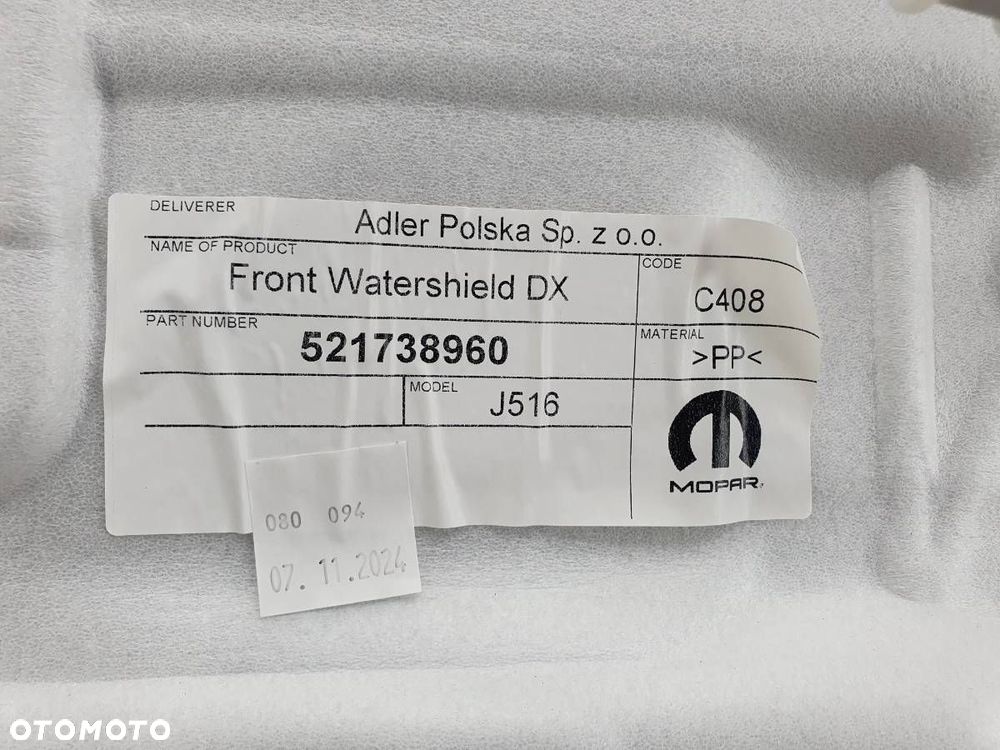 DELIVERER
Adler Polska Sp. z o.o.
NAME OF PRODUCT
Front Watershield DX
CODE
C408
PART NUMBER
521738960
MATERIAL
>PP<
MODEL
J516
MOPAR
080 094
07.11.2024
OTOMOTO